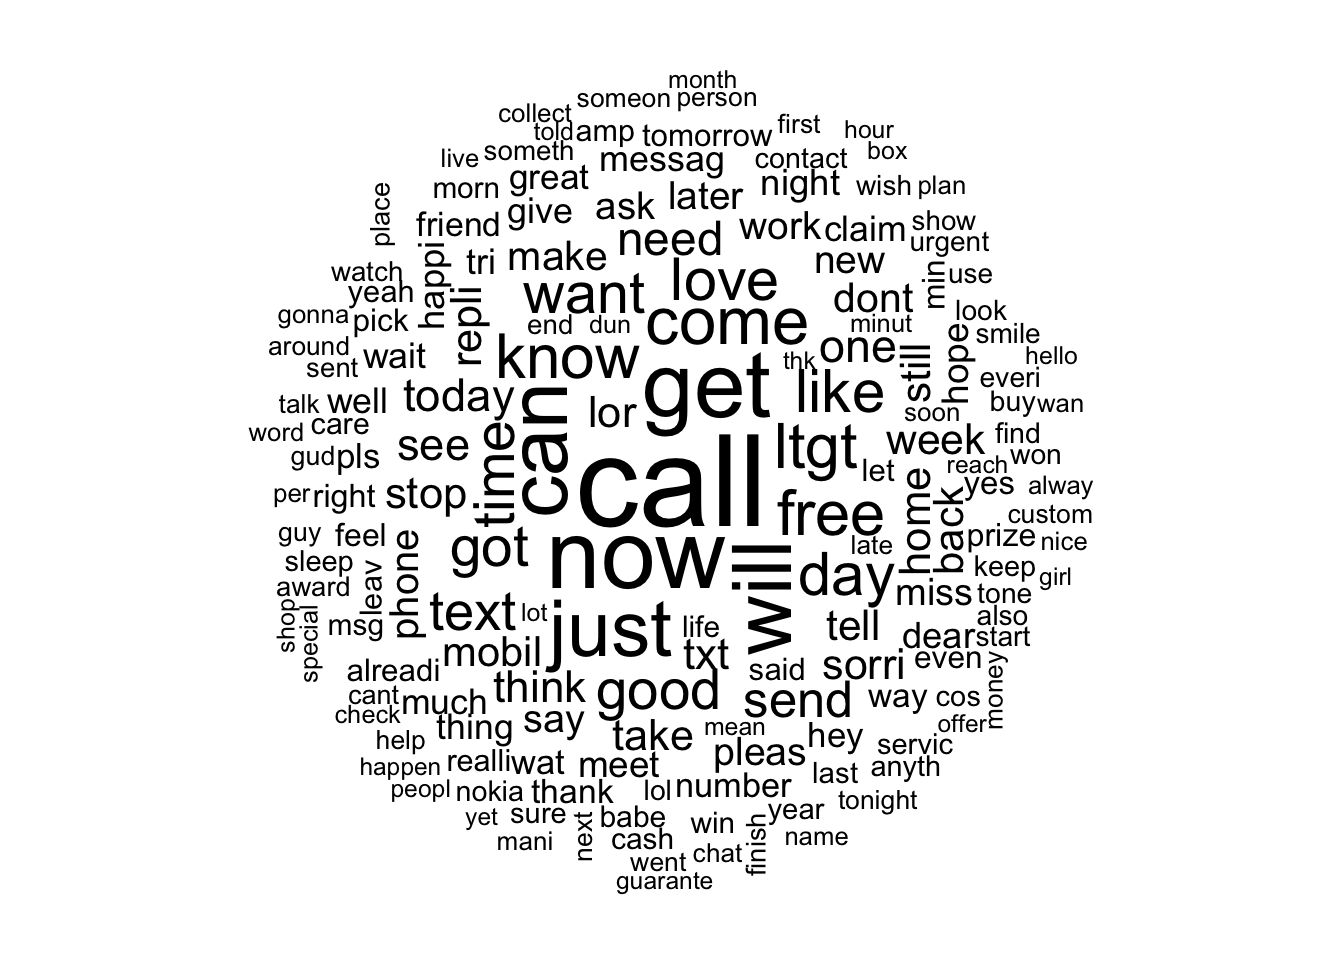 month
someon person
collect
told amp tomorrow first hour
live someth messag contact box
morn great later night wish plan
place
friend give ask work claim show
need urgent
happi tri make love new min use
watch
yeah want come dont look
gonna pick repli end dun minut smile
around wait know thk one still hope hello
sent get like everi
talk well today can lor soon buy wan
word care call ltgt week find
gud pls see time let reach won
per right stop free home back yes alway
custom
guy feel got now late prize nice
sleep phone will day keep girl
award leav miss tone
shop special msg text lot just life tell also
dear start
mobil txt said sorri even money
alreadi think good send way cos
cant much
check thing say take mean offer
help pleas hey servic
happen realli wat meet last anyth
peopl nokia thank lol number tonight
yet sure babe win year
mani next cash finish name
went chat
guarante